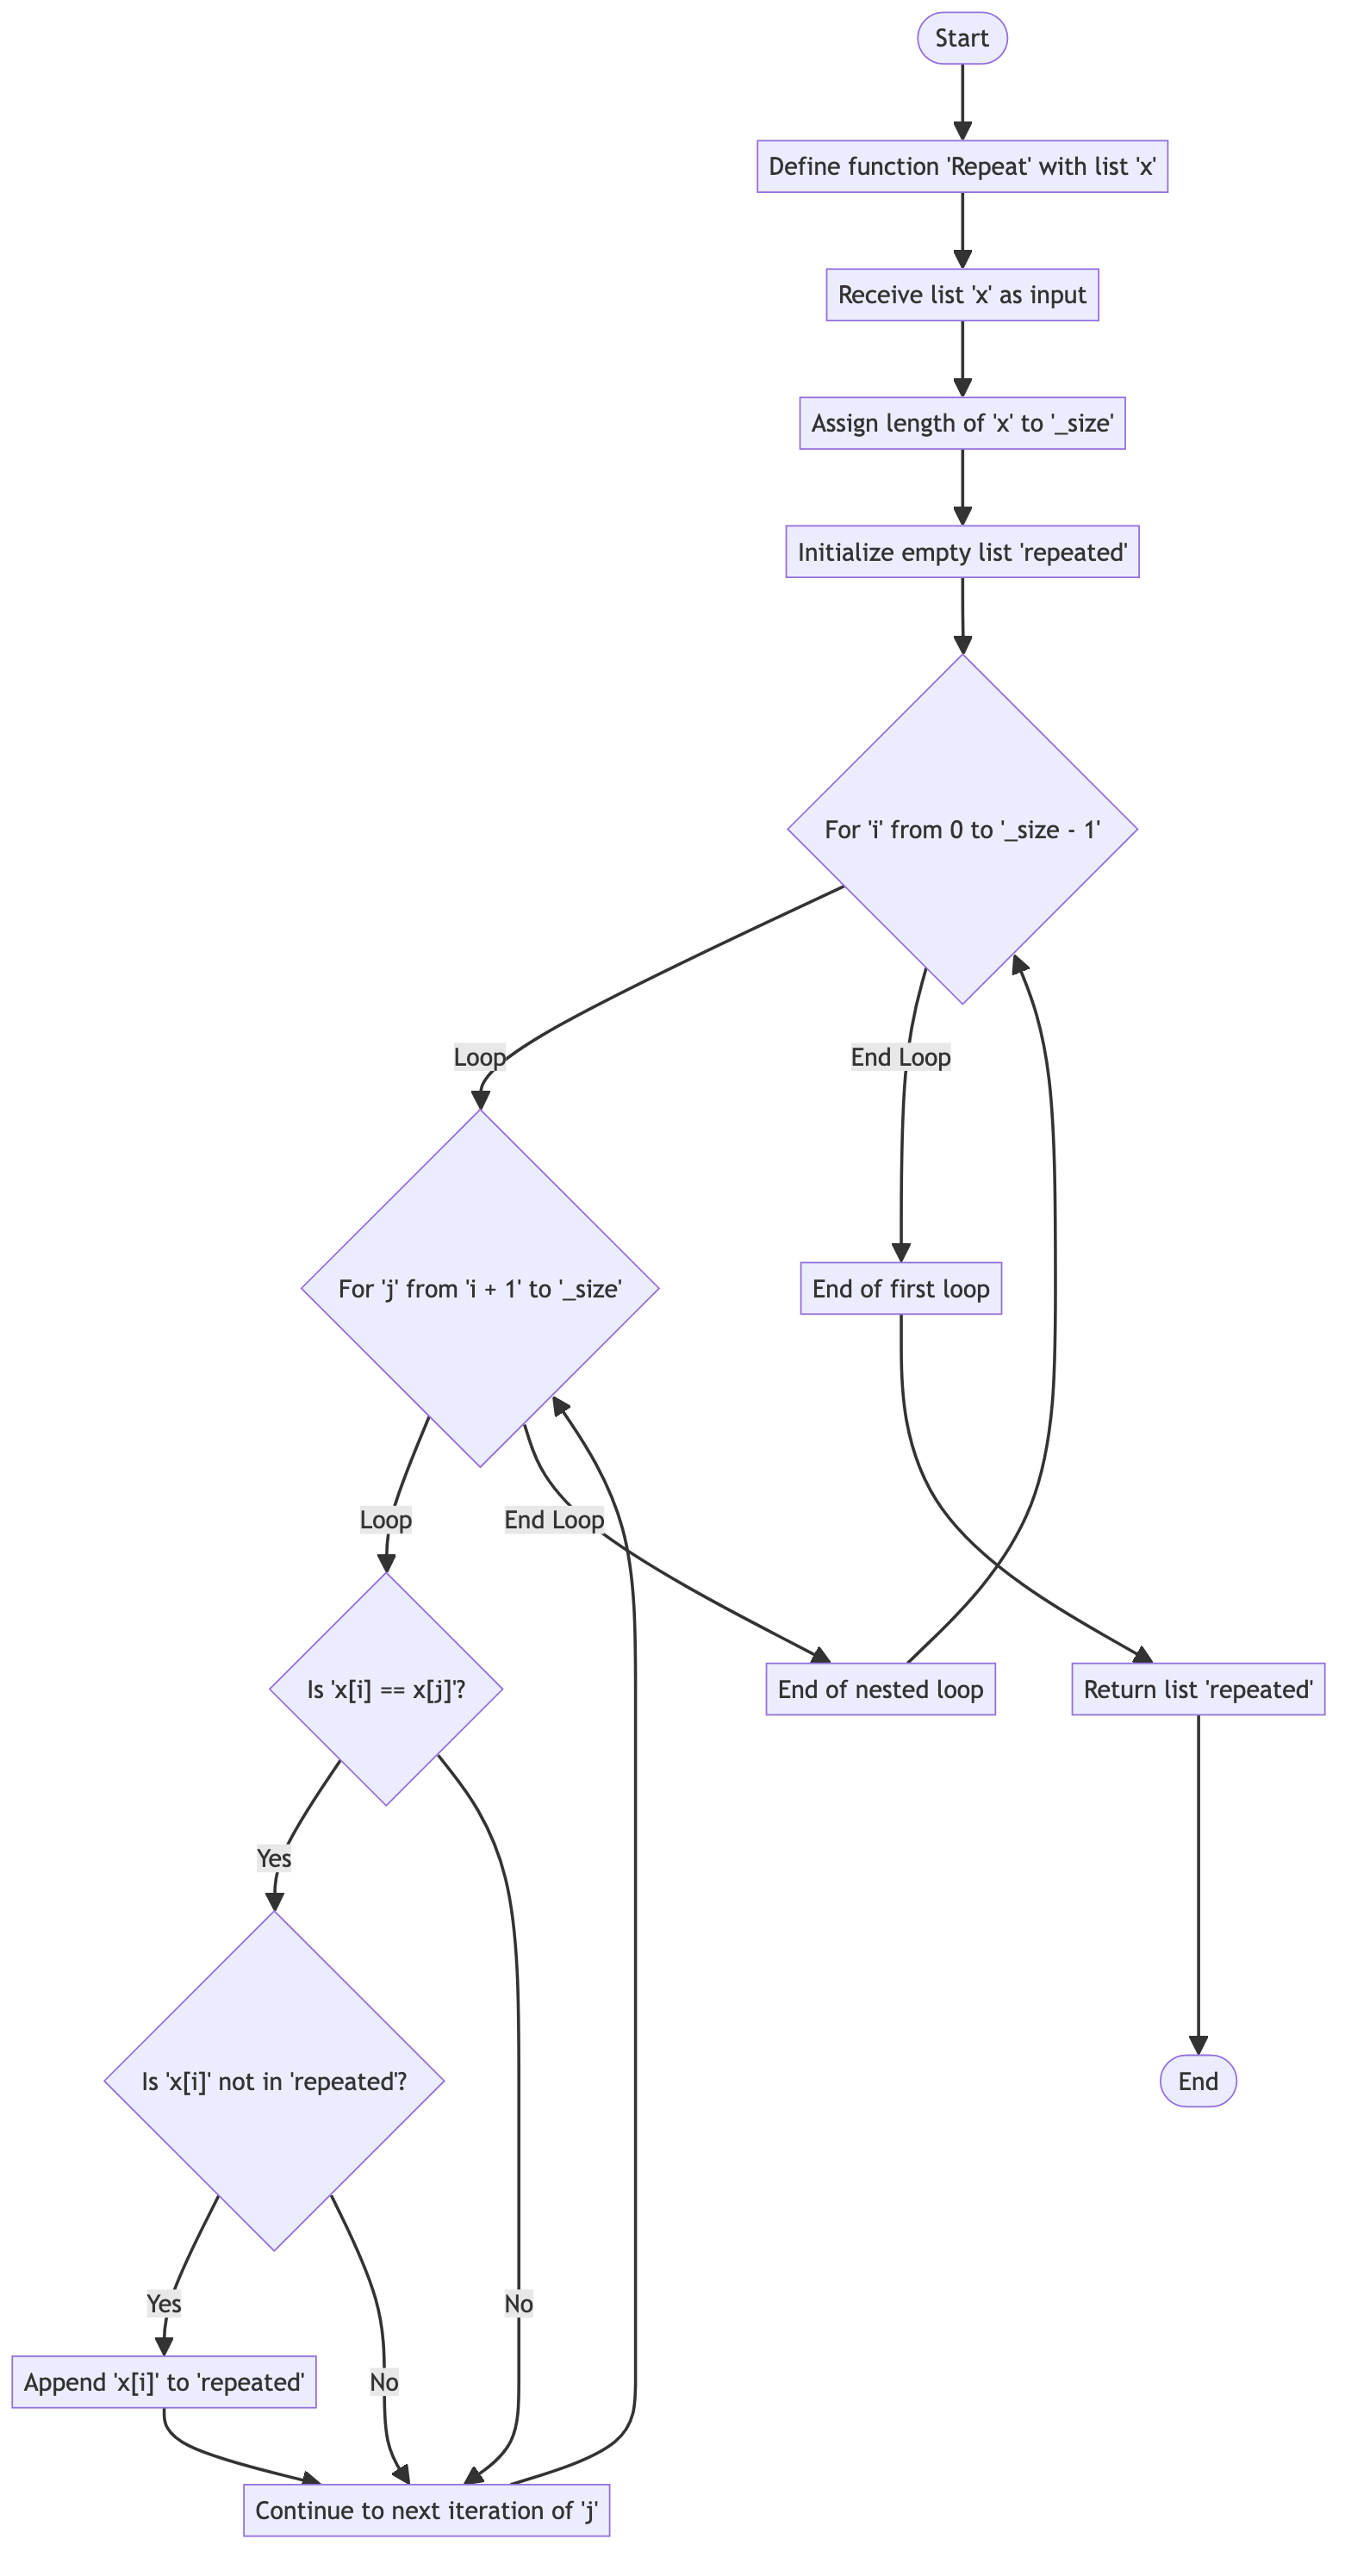 Start
Define function 'Repeat' with list 'x'
Receive list 'x' as input
Assign length of 'x' to '_size'
Initialize empty list 'repeated'
For 'i' from 0 to '_size - 1'
Loop
End Loop
For 'j' from 'i + 1' to '_size'
End of first loop
Loop
End Loop
Is 'x[i] == x[j]'?
End of nested loop
Return list 'repeated'
Yes
Is 'x[i]' not in 'repeated'?
End
Yes
No
Append 'x[i]' to 'repeated'
No
Continue to next iteration of 'j'